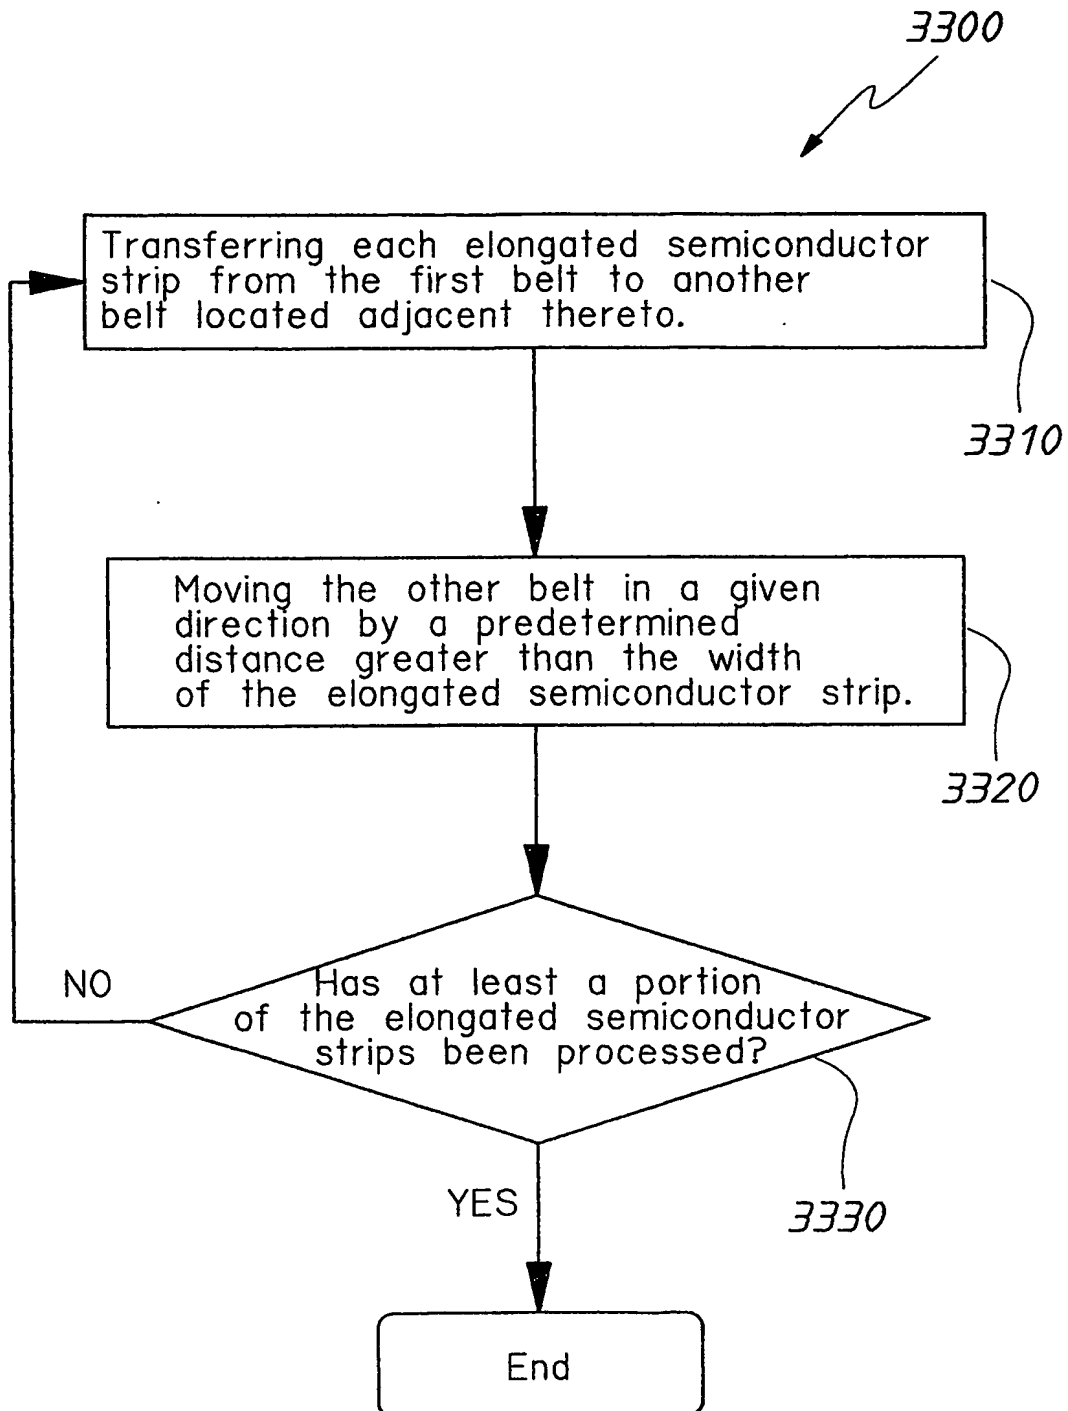 3300
Transferring each elongated semiconductor
strip from the first belt to another
belt located adjacent thereto.
3310
Moving the other belt in a given
direction by a predetermined
distance greater than the width
of the elongated semiconductor strip.
3320
NO
Has at least a portion
of the elongated semiconductor
strips been processed?
YES
3330
End